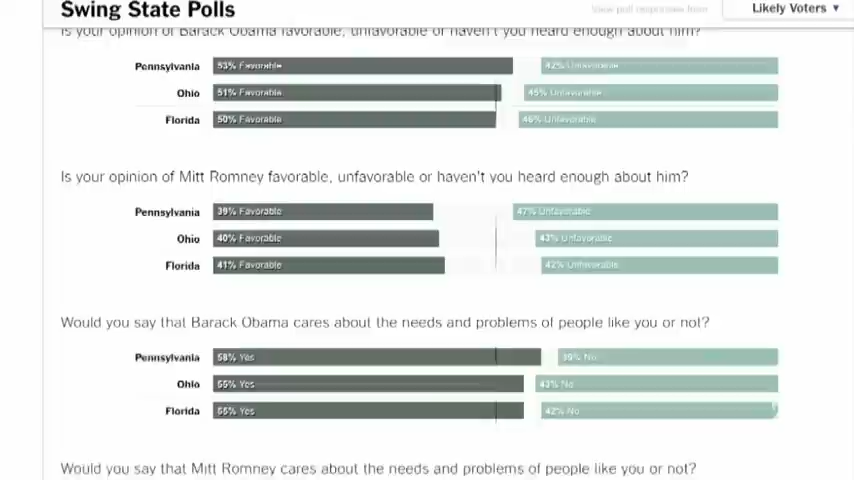 Swing State Polls
View poll responses from
Likely Voters ▼
Is your opinion of Barack Obama favorable, unfavorable or haven't you heard enough about him?
Pennsylvania 53% Favorable 42% Unfavorable
Ohio 51% Favorable 45% Unfavorable
Florida 50% Favorable 46% Unfavorable
Is your opinion of Mitt Romney favorable, unfavorable or haven't you heard enough about him?
Pennsylvania 39% Favorable 47% Unfavorable
Ohio 40% Favorable 43% Unfavorable
Florida 41% Favorable 42% Unfavorable
Would you say that Barack Obama cares about the needs and problems of people like you or not?
Pennsylvania 58% Yes 39% No
Ohio 55% Yes 43% No
Florida 55% Yes 42% No
Would you say that Mitt Romney cares about the needs and problems of people like you or not?